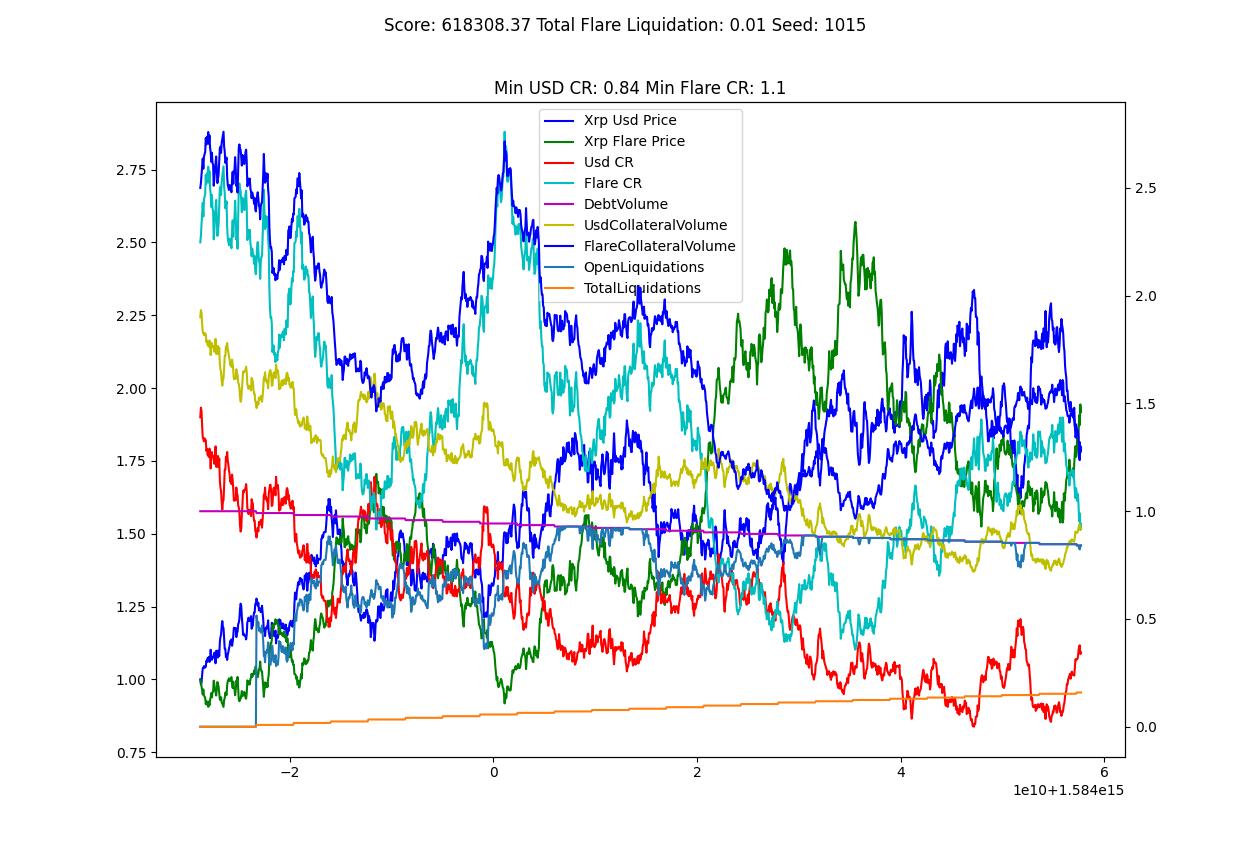 Score: 618308.37 Total Flare Liquidation: 0.01 Seed: 1015
Min USD CR: 0.84 Min Flare CR: 1.1
Xrp Usd Price
Xrp Flare Price
Usd CR
Flare CR
DebtVolume
UsdCollateralVolume
FlareCollateralVolume
OpenLiquidations
TotalLiquidations
2.75
2.50
2.25
2.00
1.75
1.50
1.25
1.00
0.75
2.5
2.0
1.5
1.0
0.5
0.0
−2
0
2
4
6
1e10+1.584e15